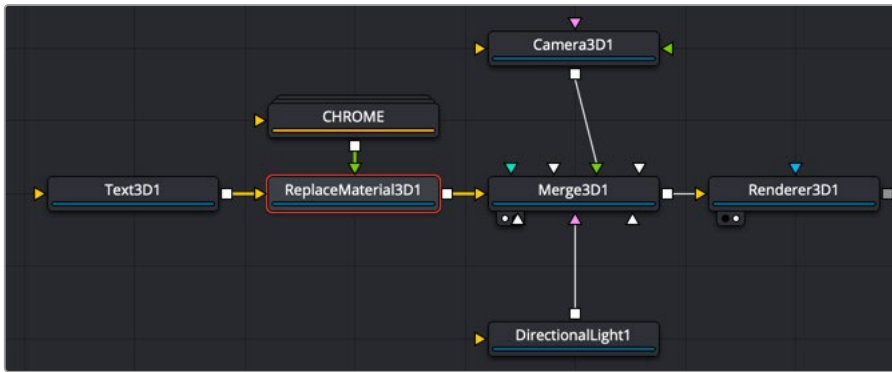 Camera3D1
CHROME
Text3D1
ReplaceMaterial3D1
Merge3D1
Renderer3D1
DirectionalLight1